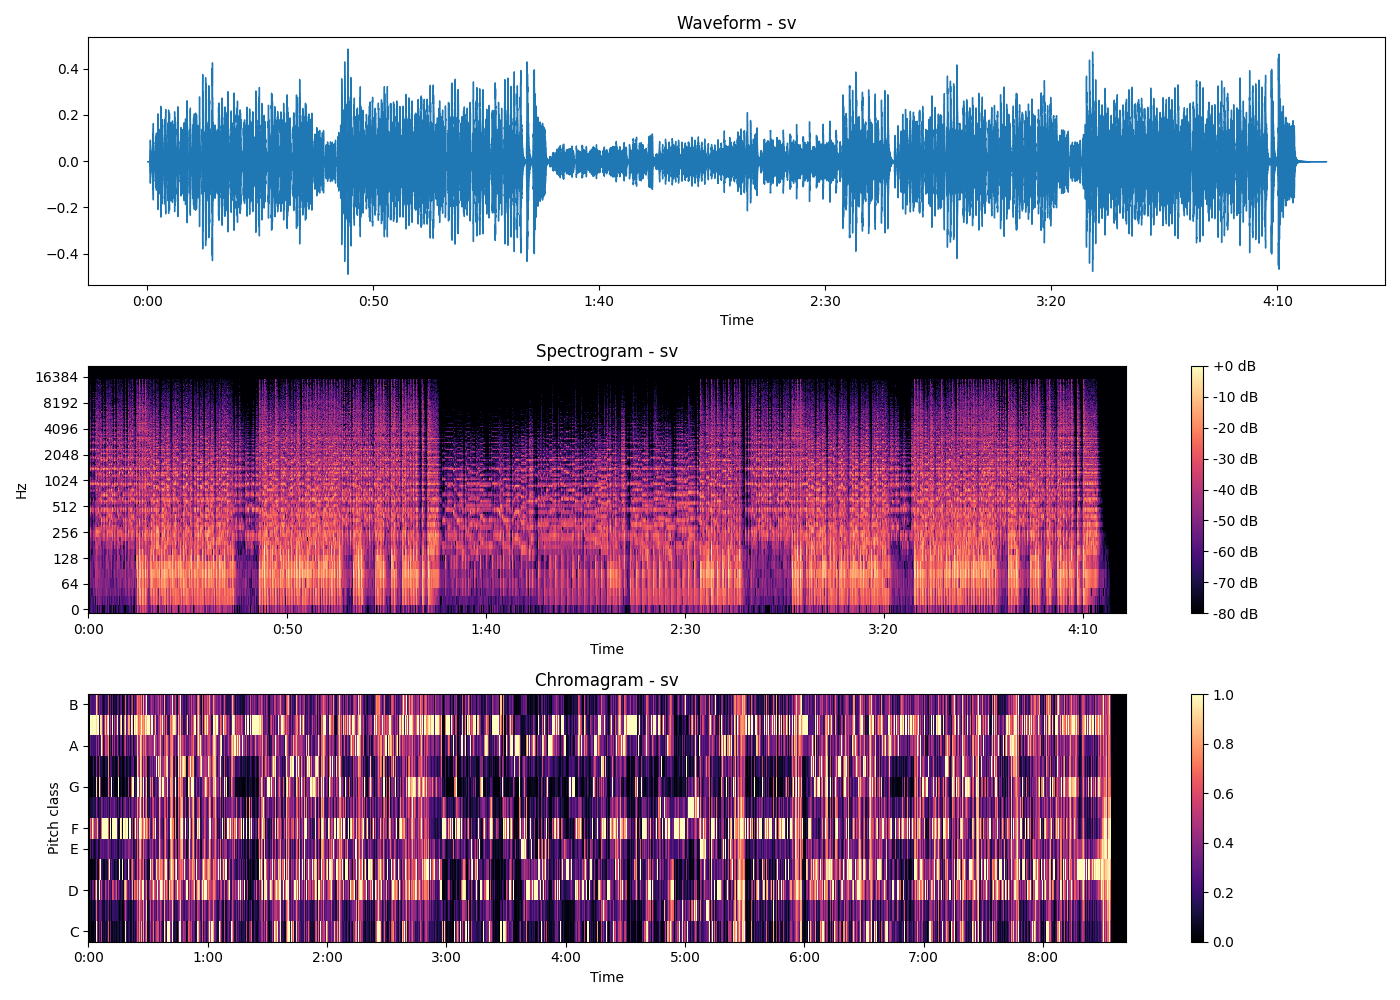 Waveform - sv
0.4
0.2
0.0
−0.2
−0.4
0:00 0:50 1:40 2:30 3:20 4:10
Time
Spectrogram - sv
Hz
16384
8192
4096
2048
1024
512
256
128
64
0
0:00 0:50 1:40 2:30 3:20 4:10
Time
+0 dB
-10 dB
-20 dB
-30 dB
-40 dB
-50 dB
-60 dB
-70 dB
-80 dB
Chromagram - sv
Pitch class
B
A
G
F
E
D
C
0:00 1:00 2:00 3:00 4:00 5:00 6:00 7:00 8:00
Time
1.0
0.8
0.6
0.4
0.2
0.0